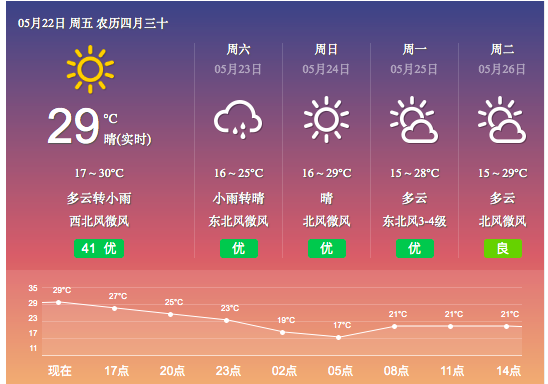 05月22日 周五 农历四月三十
29 ℃
晴(实时)
17～30℃
多云转小雨
西北风微风
41 优
周六
05月23日
16～25℃
小雨转晴
东北风微风
优
周日
05月24日
16～29℃
晴
北风微风
优
周一
05月25日
15～28℃
多云
东北风3-4级
优
周二
05月26日
15～29℃
多云
北风微风
良
35
29
23
17
11
29℃
27℃
25℃
23℃
19℃
17℃
21℃
21℃
21℃
现在 17点 20点 23点 02点 05点 08点 11点 14点